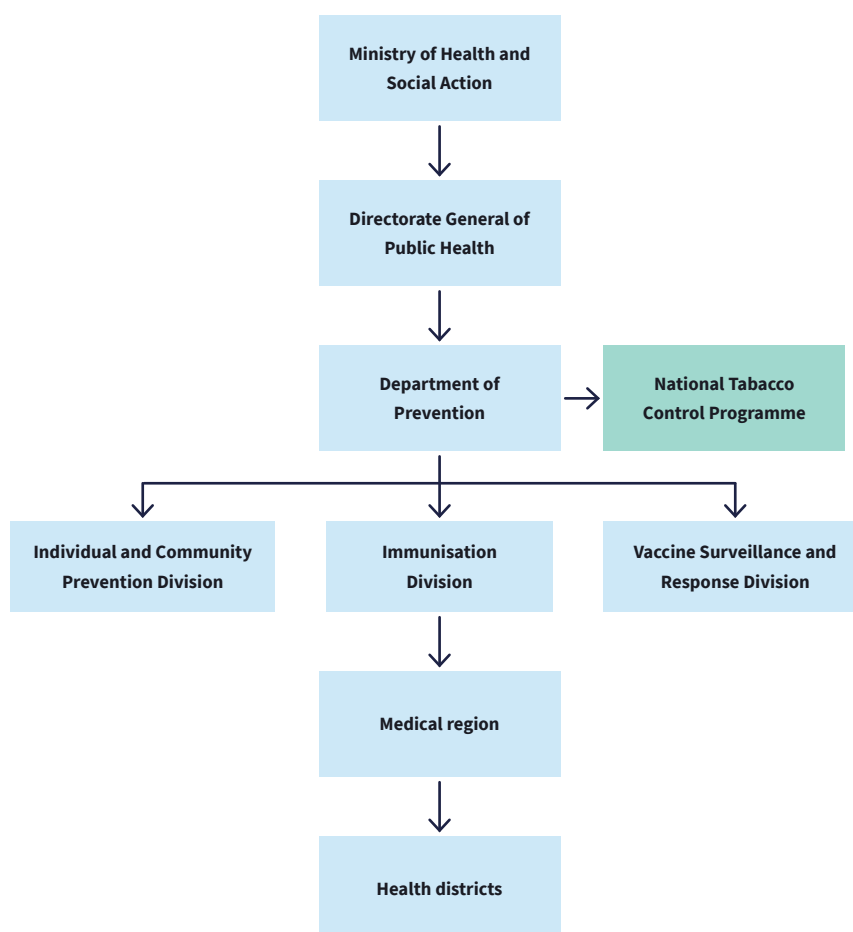 Ministry of Health and
Social Action
Directorate General of
Public Health
Department of
Prevention
National Tabacco
Control Programme
Individual and Community
Prevention Division
Immunisation
Division
Vaccine Surveillance and
Response Division
Medical region
Health districts